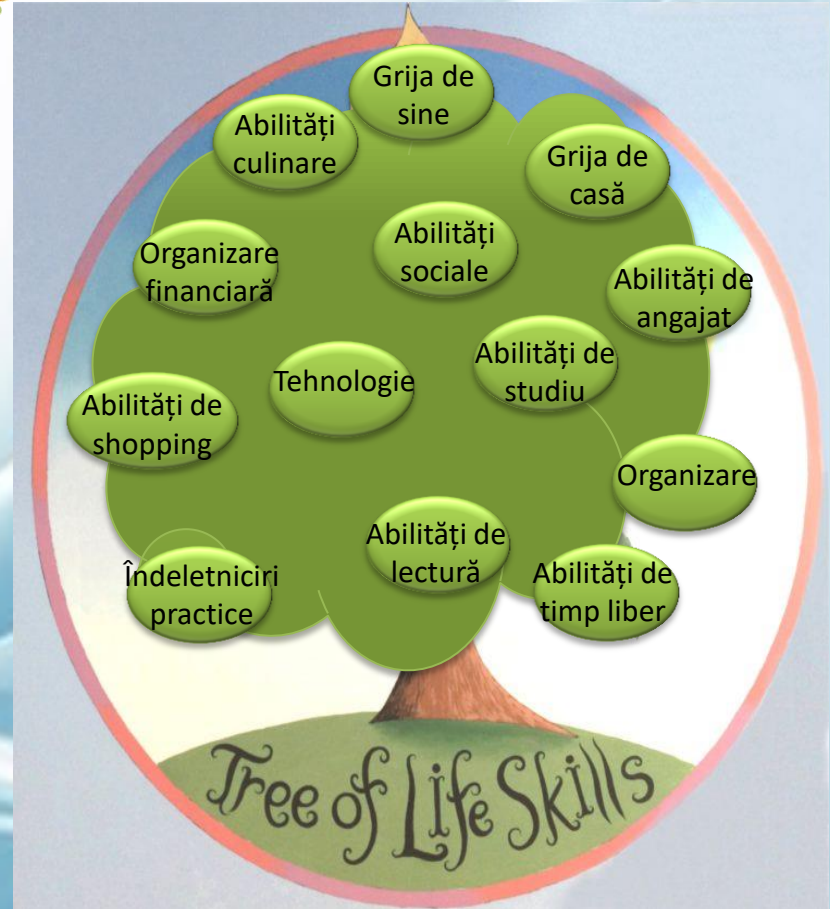 Grija de
sine
Abilități
culinare
Grija de
casă
Abilități
sociale
Organizare
financiară
Abilități de
angajat
Abilități de
studiu
Tehnologie
Abilități de
shopping
Organizare
Abilități de
lectură
Îndeletniciri
practice
Abilități de
timp liber
Tree of Life Skills